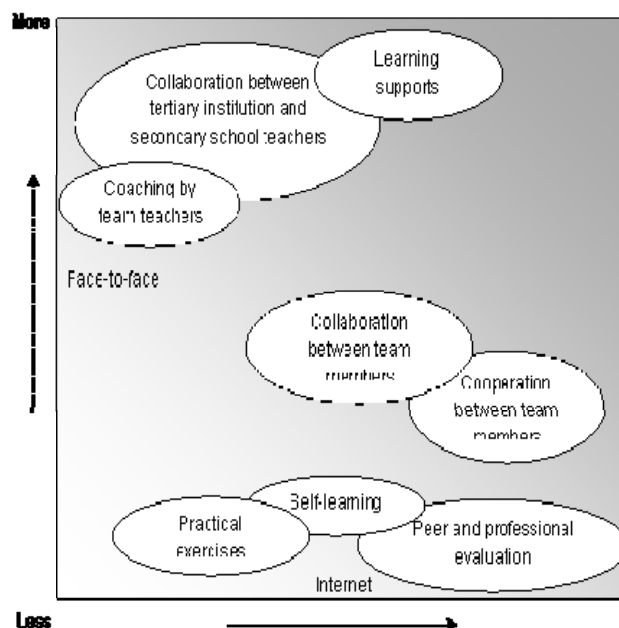 More
Learning
supports
Collaboration between
tertiary institution and
secondary school teachers
Coaching by
team teachers
Face-to-face
Collaboration
between team
members
Cooperation
between team
members
Self-learning
Practical
exercises
Peer and professional
evaluation
Internet
Less